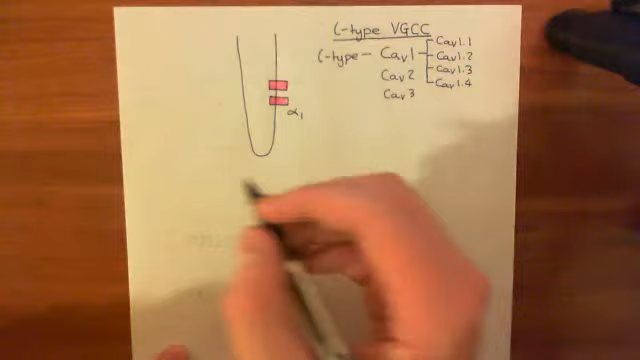 L-type VGCC
L-type - Cav1
Cav1.1
Cav1.2
Cav1.3
Cav1.4
Cav2
Cav3
α1